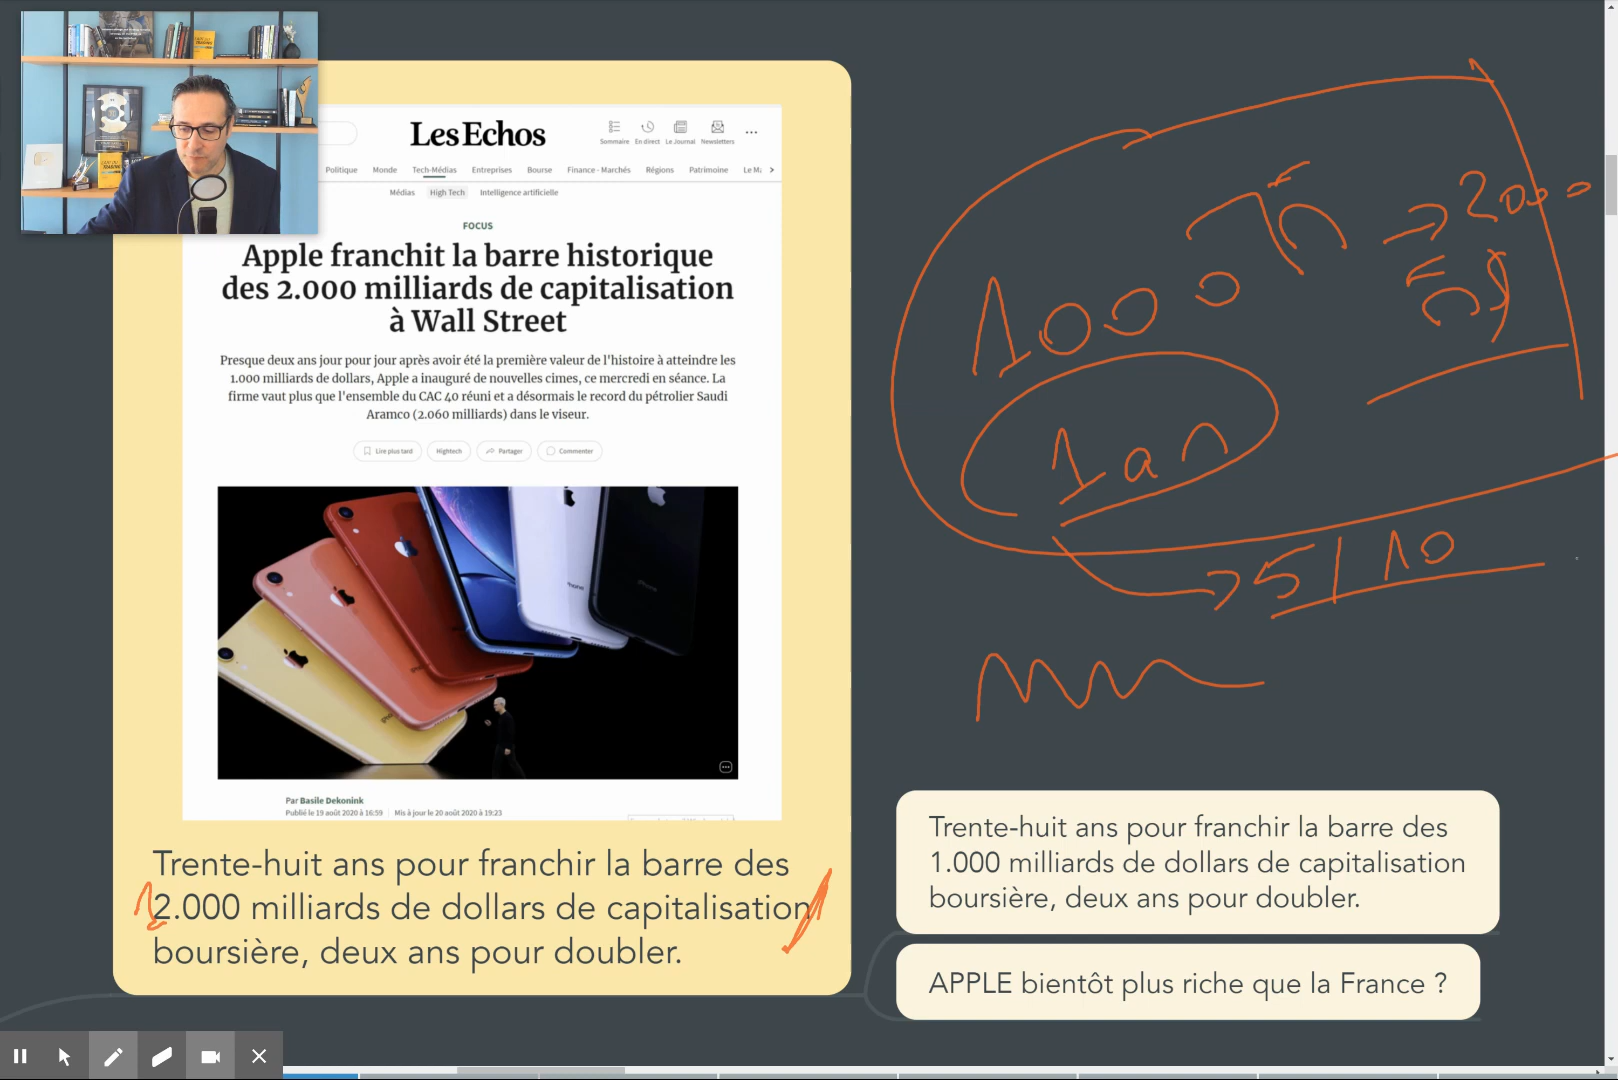 Les Echos
Sommaire En direct Le Journal Newsletters
Politique Monde Tech-Médias Entreprises Bourse Finance - Marchés Régions Patrimoine Le Ma
Médias High Tech Intelligence artificielle
FOCUS
Apple franchit la barre historique
des 2.000 milliards de capitalisation
à Wall Street
Presque deux ans jour pour jour après avoir été la première valeur de l'histoire à atteindre les
1.000 milliards de dollars, Apple a inauguré de nouvelles cimes, ce mercredi en séance. La
firme vaut plus que l'ensemble du CAC 40 réuni et a désormais le record du pétrolier Saudi
Aramco (2.060 milliards) dans le viseur.
Lire plus tard Hightech Partager Commenter
Par Basile Dekonink
Publié le 19 août 2020 à 16:59 Mis à jour le 20 août 2020 à 19:23
Trente-huit ans pour franchir la barre des
2.000 milliards de dollars de capitalisation
boursière, deux ans pour doubler.
1000
1 an
5/10
Trente-huit ans pour franchir la barre des
1.000 milliards de dollars de capitalisation
boursière, deux ans pour doubler.
APPLE bientôt plus riche que la France ?